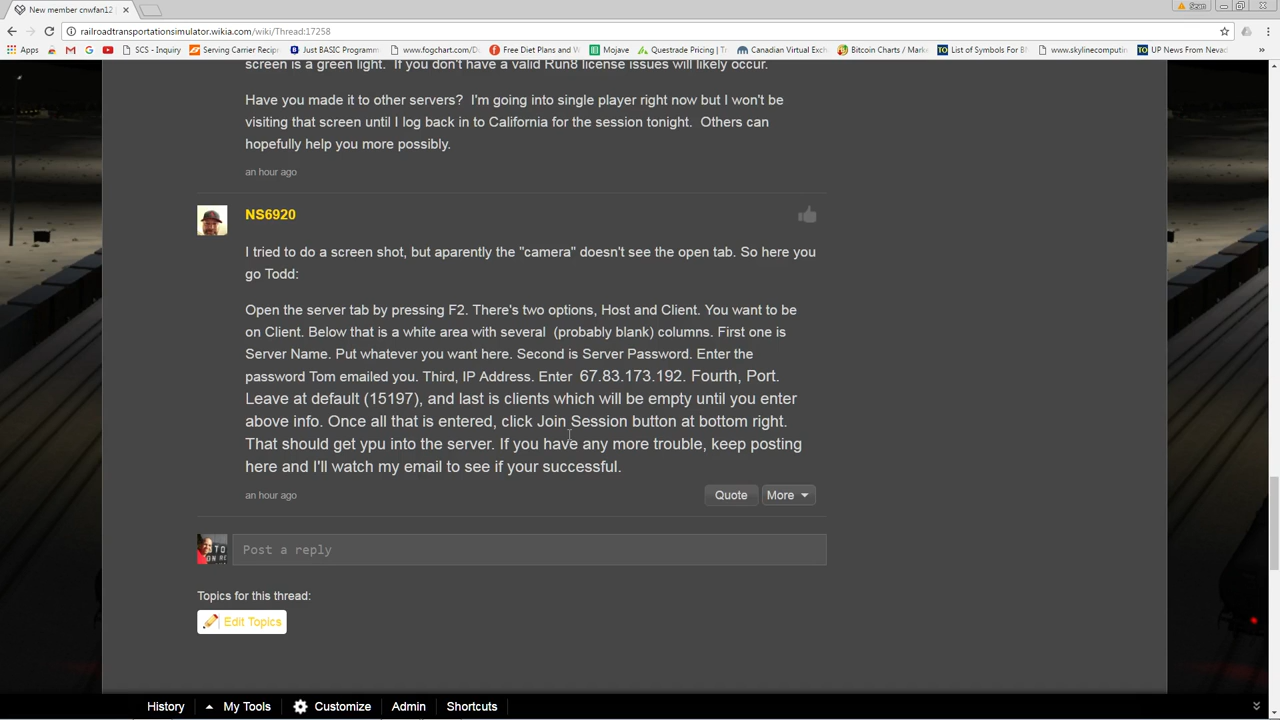 New member cnwfan12
Sean
railroadtransportationsimulator.wikia.com/wiki/Thread:17258
Apps
SCS - Inquiry
Serving Carrier Recip
Just BASIC Programm
www.fogchart.com/D
Free Diet Plans and W
Mojave
Questrade Pricing |
Canadian Virtual Exch
Bitcoin Charts / Marke
List of Symbols For Bl
www.skylinecomputin
UP News From Nevad
screen is a green light. If you don't have a valid Run8 license issues will likely occur.
Have you made it to other servers? I'm going into single player right now but I won't be
visiting that screen until I log back in to California for the session tonight. Others can
hopefully help you more possibly.
an hour ago
NS6920
I tried to do a screen shot, but aparently the "camera" doesn't see the open tab. So here you
go Todd:
Open the server tab by pressing F2. There's two options, Host and Client. You want to be
on Client. Below that is a white area with several (probably blank) columns. First one is
Server Name. Put whatever you want here. Second is Server Password. Enter the
password Tom emailed you. Third, IP Address. Enter 67.83.173.192. Fourth, Port.
Leave at default (15197), and last is clients which will be empty until you enter
above info. Once all that is entered, click Join Session button at bottom right.
That should get ypu into the server. If you have any more trouble, keep posting
here and I'll watch my email to see if your successful.
an hour ago
Quote
More
Post a reply
Topics for this thread:
Edit Topics
History
My Tools
Customize
Admin
Shortcuts